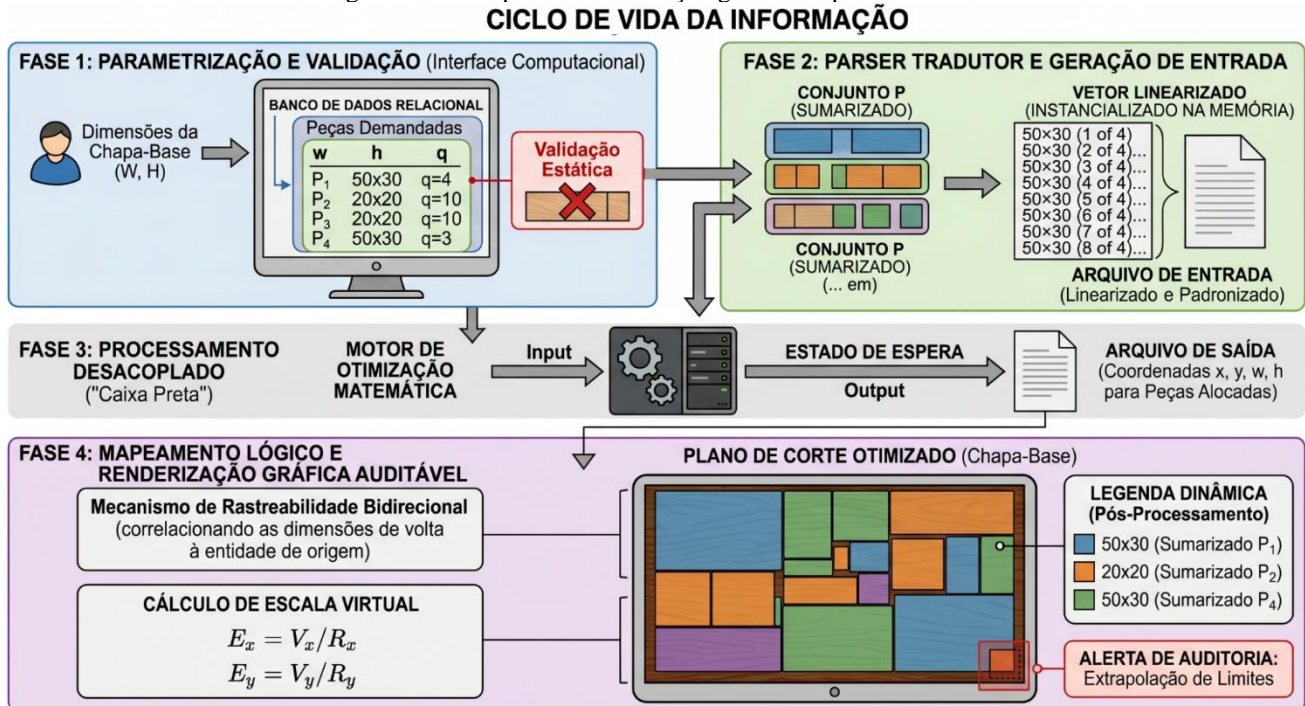 CICLO DE VIDA DA INFORMAÇÃO
FASE 1: PARAMETRIZAÇÃO E VALIDAÇÃO (Interface Computacional)
Dimensões da
Chapa-Base
(W, H)
BANCO DE DADOS RELACIONAL
Peças Demandadas
w h q
P₁ 50x30 q=4
P₂ 20x20 q=10
P₃ 20x20 q=10
P₄ 50x30 q=3
Validação
Estática
FASE 2: PARSER TRADUTOR E GERAÇÃO DE ENTRADA
CONJUNTO P
(SUMARIZADO)
CONJUNTO P
(SUMARIZADO)
(... em)
VETOR LINEARIZADO
(INSTANCIALIZADO NA MEMÓRIA)
50×30 (1 of 4)
50×30 (2 of 4)...
50×30 (3 of 4)...
50×30 (4 of 4)...
50×30 (5 of 4)...
50×30 (6 of 4)...
50×30 (7 of 4)...
50×30 (8 of 4)...
ARQUIVO DE ENTRADA
(Linearizado e Padronizado)
FASE 3: PROCESSAMENTO
DESACOPLADO
("Caixa Preta")
MOTOR DE
OTIMIZAÇÃO
MATEMÁTICA
Input
ESTADO DE ESPERA
Output
ARQUIVO DE SAÍDA
(Coordenadas x, y, w, h
para Peças Alocadas)
FASE 4: MAPEAMENTO LÓGICO E
RENDERIZAÇÃO GRÁFICA AUDITÁVEL
Mecanismo de Rastreabilidade Bidirecional
(correlacionando as dimensões de volta
à entidade de origem)
CÁLCULO DE ESCALA VIRTUAL
Eₓ = Vₓ/Rₓ
E_y = V_y/R_y
PLANO DE CORTE OTIMIZADO (Chapa-Base)
LEGENDA DINÂMICA
(Pós-Processamento)
50x30 (Sumarizado P₁)
20x20 (Sumarizado P₂)
50x30 (Sumarizado P₄)
ALERTA DE AUDITORIA:
Extrapolação de Limites